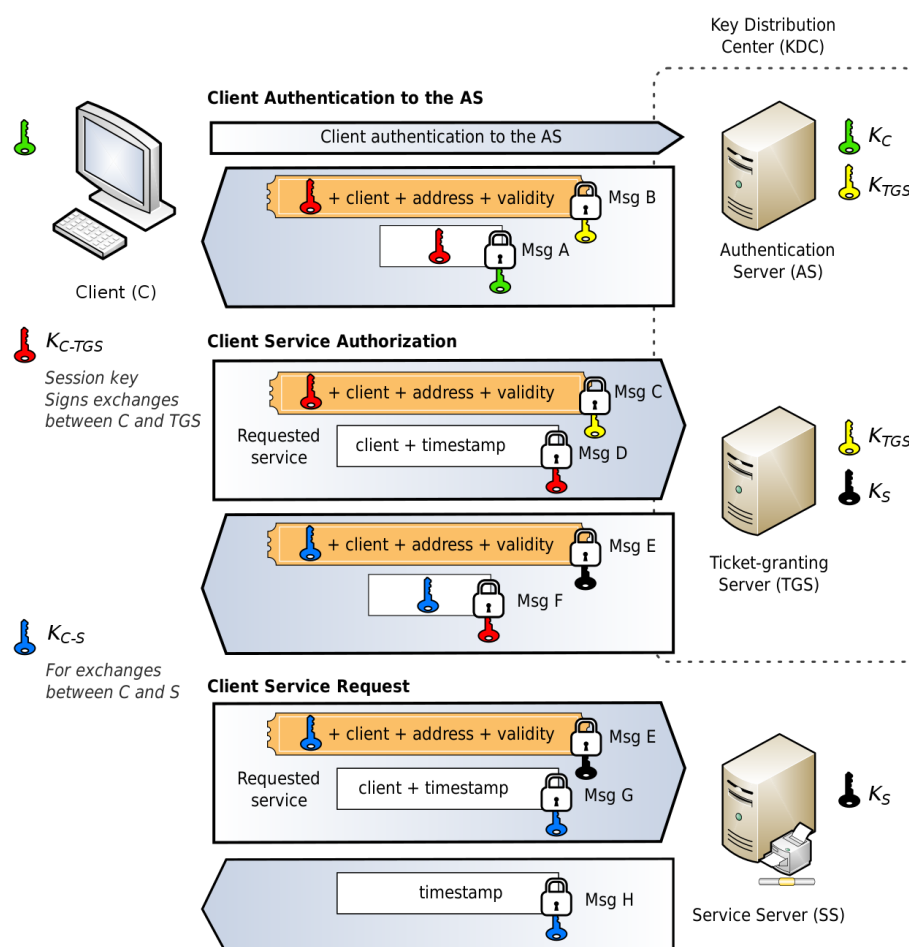 Key Distribution
Center (KDC)
Client Authentication to the AS
Client authentication to the AS
K_C
K_TGS
+ client + address + validity
Msg B
Msg A
Authentication
Server (AS)
Client (C)
K_C-TGS
Session key
Signs exchanges
between C and TGS
Client Service Authorization
+ client + address + validity
Msg C
Requested
service
client + timestamp
Msg D
K_TGS
K_S
+ client + address + validity
Msg E
Msg F
Ticket-granting
Server (TGS)
K_C-S
For exchanges
between C and S
Client Service Request
+ client + address + validity
Msg E
Requested
service
client + timestamp
Msg G
K_S
timestamp
Msg H
Service Server (SS)